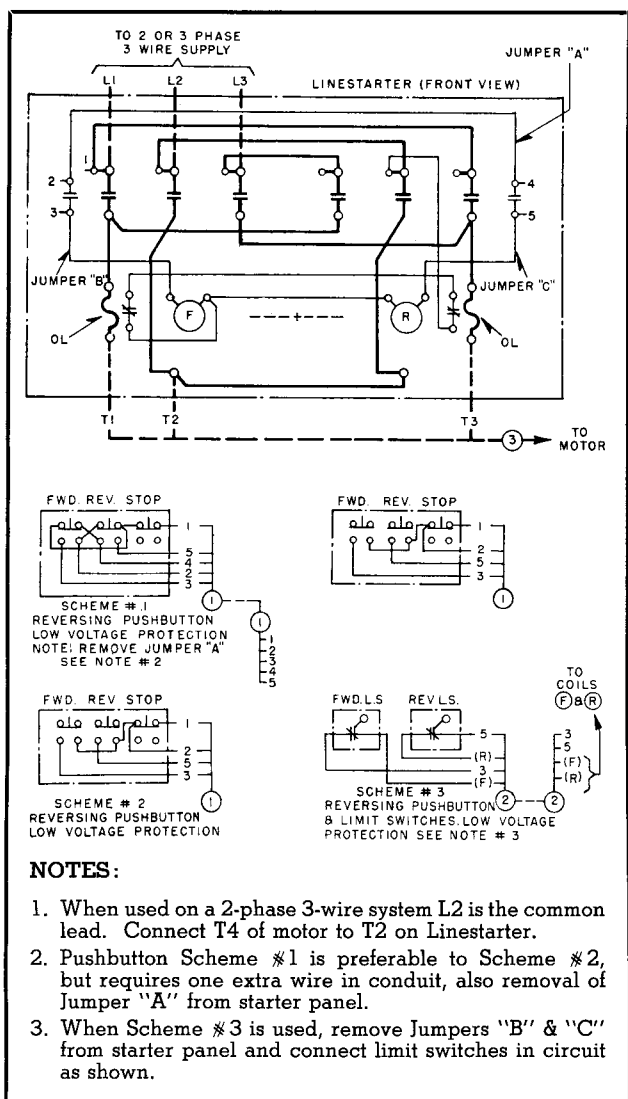 TO 2 OR 3 PHASE
3 WIRE SUPPLY
JUMPER "A"
L1 L2 L3
LINESTARTER (FRONT VIEW)
1
2
3
4
5
JUMPER "B"
JUMPER "C"
F
R
OL
OL
T1 T2 T3
3
TO
MOTOR
FWD. REV. STOP
1
5
4
2
3
1
SCHEME #.1
REVERSING PUSHBUTTON
LOW VOLTAGE PROTECTION
NOTE: REMOVE JUMPER "A"
SEE NOTE #2
1
1
2
3
4
5
FWD. REV. STOP
1
2
5
3
1
FWD. REV STOP
1
2
5
3
1
SCHEME # 2
REVERSING PUSHBUTTON
LOW VOLTAGE PROTECTION
FWD.L.S REV L.S.
5
(R)
3
(F)
2
TO
COILS
F&R
3
5
(F)
(R)
2
SCHEME # 3
REVERSING PUSHBUTTON
& LIMIT SWITCHES. LOW VOLTAGE
PROTECTION SEE NOTE # 3
NOTES:
1. When used on a 2-phase 3-wire system L2 is the common
lead. Connect T4 of motor to T2 on Linestarter.
2. Pushbutton Scheme #1 is preferable to Scheme #2,
but requires one extra wire in conduit, also removal of
Jumper "A" from starter panel.
3. When Scheme #3 is used, remove Jumpers "B" & "C"
from starter panel and connect limit switches in circuit
as shown.